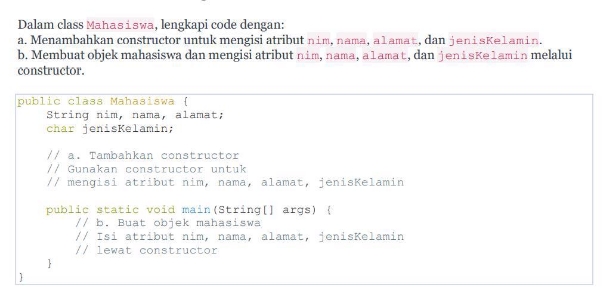 Dalam class Mahasiswa, lengkapi code dengan:
a. Menambahkan constructor untuk mengisi atribut nim, nama, alamat, dan jenisKelamin.
b. Membuat objek mahasiswa dan mengisi atribut nim, nama, alamat, dan jenisKelamin melalui
constructor.
public class Mahasiswa {
    String nim, nama, alamat;
    char jenisKelamin;

    // a. Tambahkan constructor
    // Gunakan constructor untuk
    // mengisi atribut nim, nama, alamat, jenisKelamin

    public static void main(String[] args) {
        // b. Buat objek mahasiswa
        // Isi atribut nim, nama, alamat, jenisKelamin
        // lewat constructor
    }
}